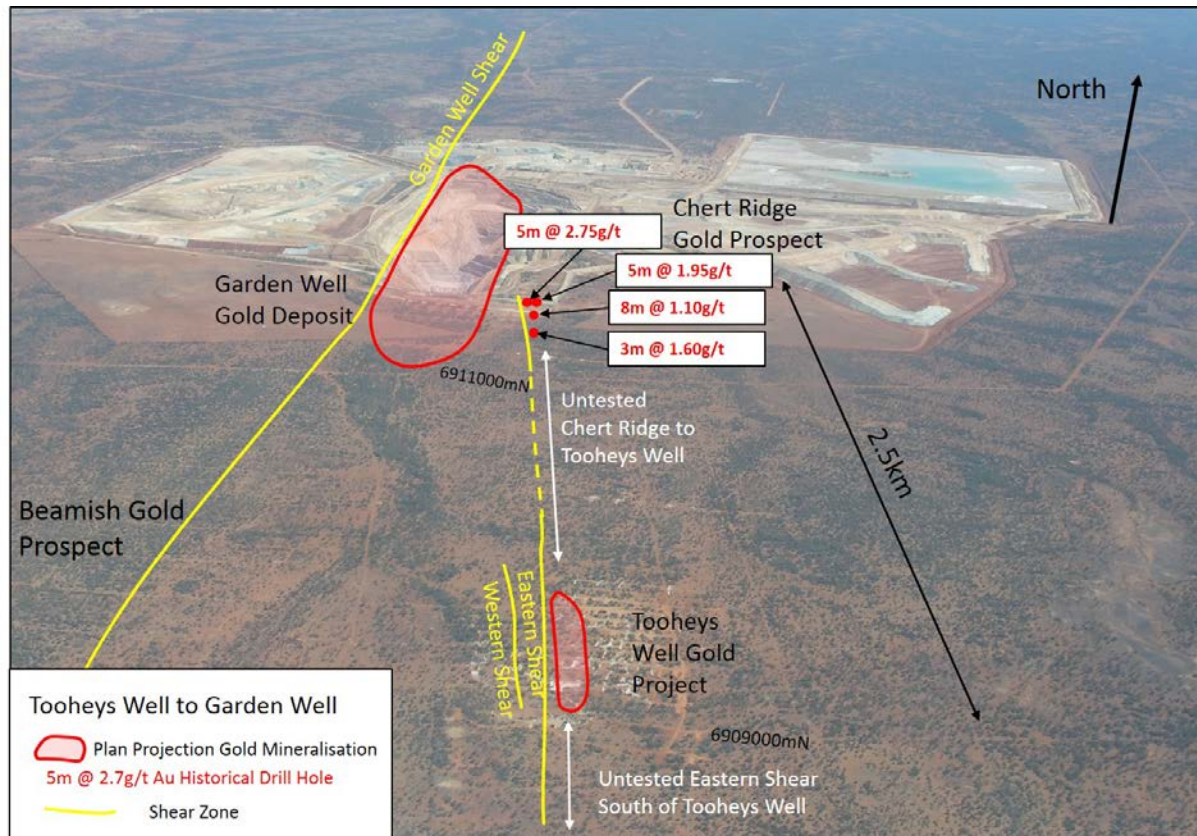 North
Garden Well Shear
Chert Ridge
Gold Prospect
5m @ 2.75g/t
5m @ 1.95g/t
8m @ 1.10g/t
3m @ 1.60g/t
Garden Well
Gold Deposit
6911000mN
Untested
Chert Ridge to
Tooheys Well
2.5km
Beamish Gold
Prospect
Western Shear
Eastern Shear
Tooheys
Well Gold
Project
6909000mN
Untested Eastern Shear
South of Tooheys Well
Tooheys Well to Garden Well
Plan Projection Gold Mineralisation
5m @ 2.7g/t Au Historical Drill Hole
Shear Zone